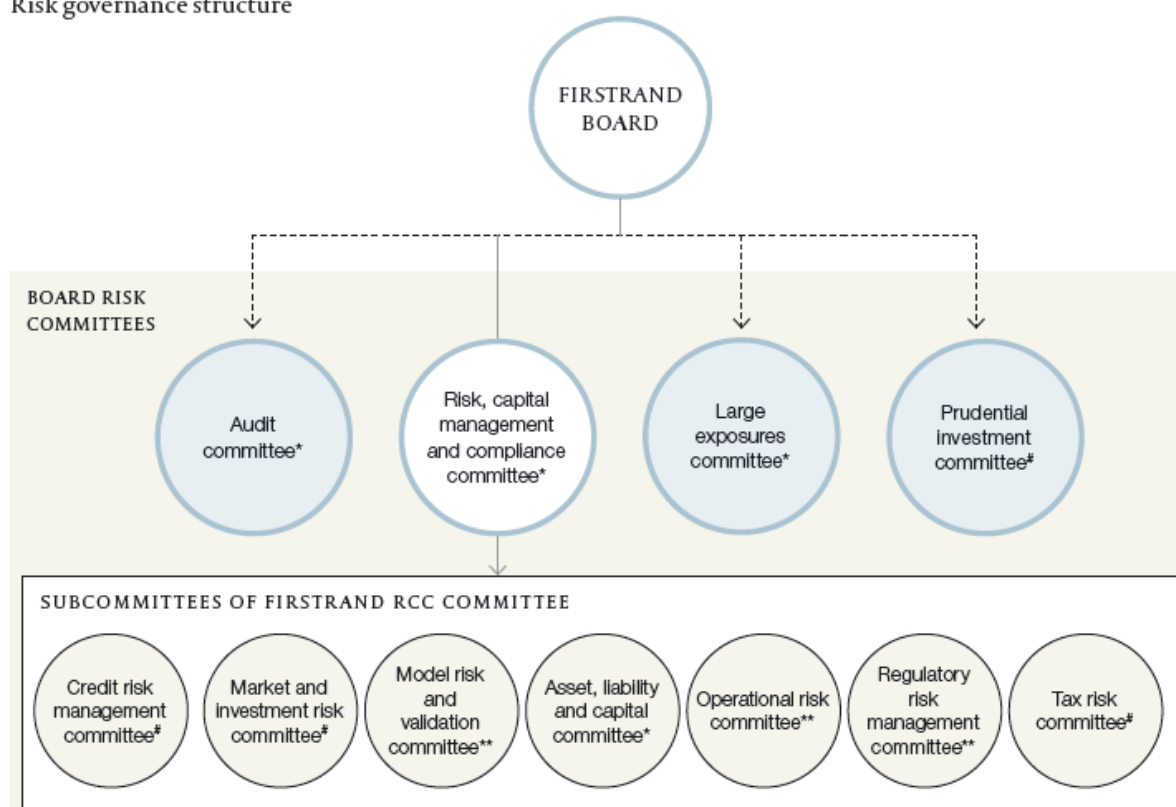 Risk governance structure
FIRSTRAND
BOARD
BOARD RISK
COMMITTEES
Audit
committee*
Risk, capital
management
and compliance
committee*
Large
exposures
committee*
Prudential
investment
committee#
SUBCOMMITTEES OF FIRSTRAND RCC COMMITTEE
Credit risk
management
committee#
Market and
investment risk
committee#
Model risk
and
validation
committee**
Asset, liability
and capital
committee*
Operational risk
committee**
Regulatory
risk
management
committee**
Tax risk
committee#